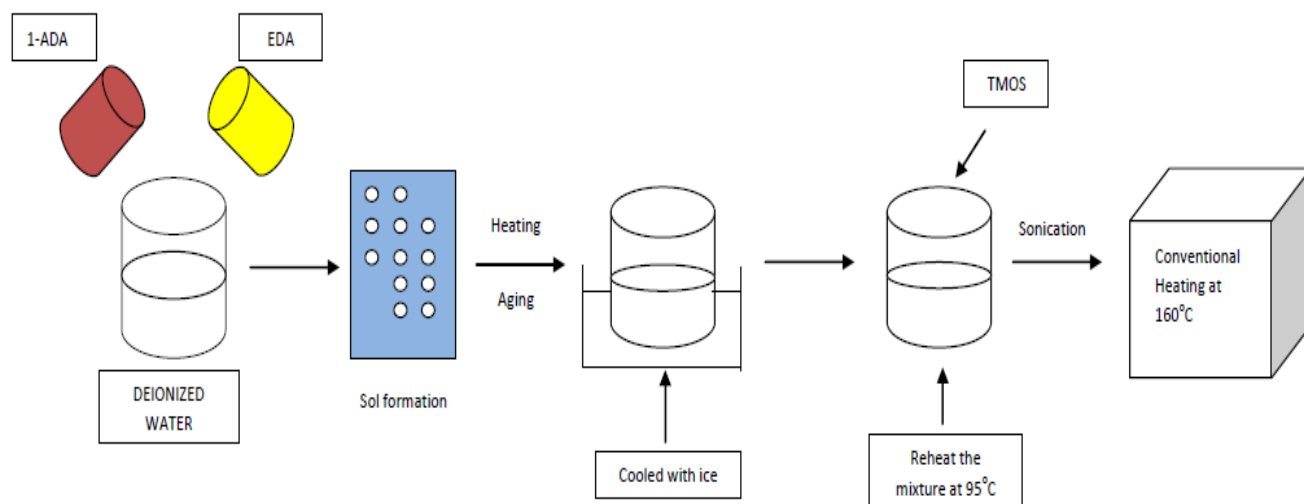 1-ADA
EDA
DEIONIZED
WATER
Sol formation
Heating
Aging
Cooled with ice
TMOS
Reheat the
mixture at 95°C
Sonication
Conventional
Heating at
160°C